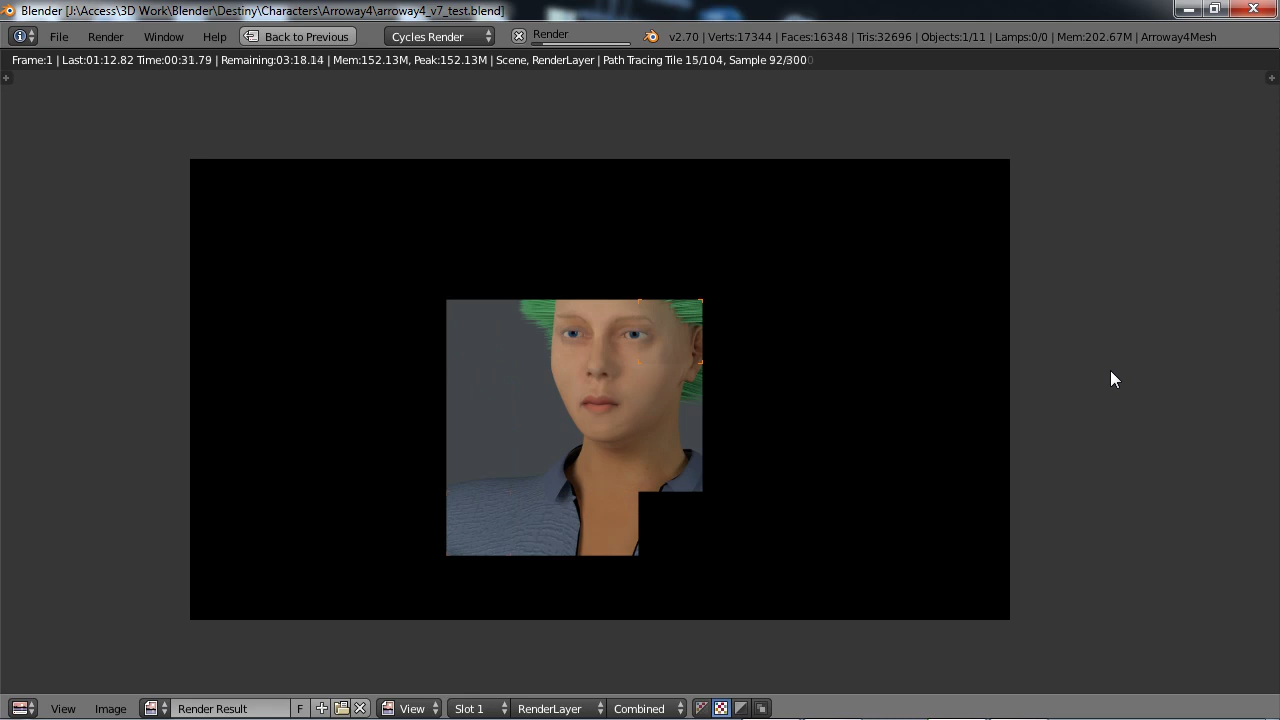 Blender [J:\Access\3D Work\Blender\Destiny\Characters\Arroway4\arroway4_v7_test.blend]
File Render Window Help Back to Previous Cycles Render Render v2.70 | Verts:17344 | Faces:16348 | Tris:32696 | Objects:1/11 | Lamps:0/0 | Mem:202.67M | Arroway4Mesh
Frame:1 | Last:01:12.82 Time:00:31.79 | Remaining:03:18.14 | Mem:152.13M, Peak:152.13M | Scene, RenderLayer | Path Tracing Tile 15/104, Sample 92/300
View Image Render Result F View Slot 1 RenderLayer Combined